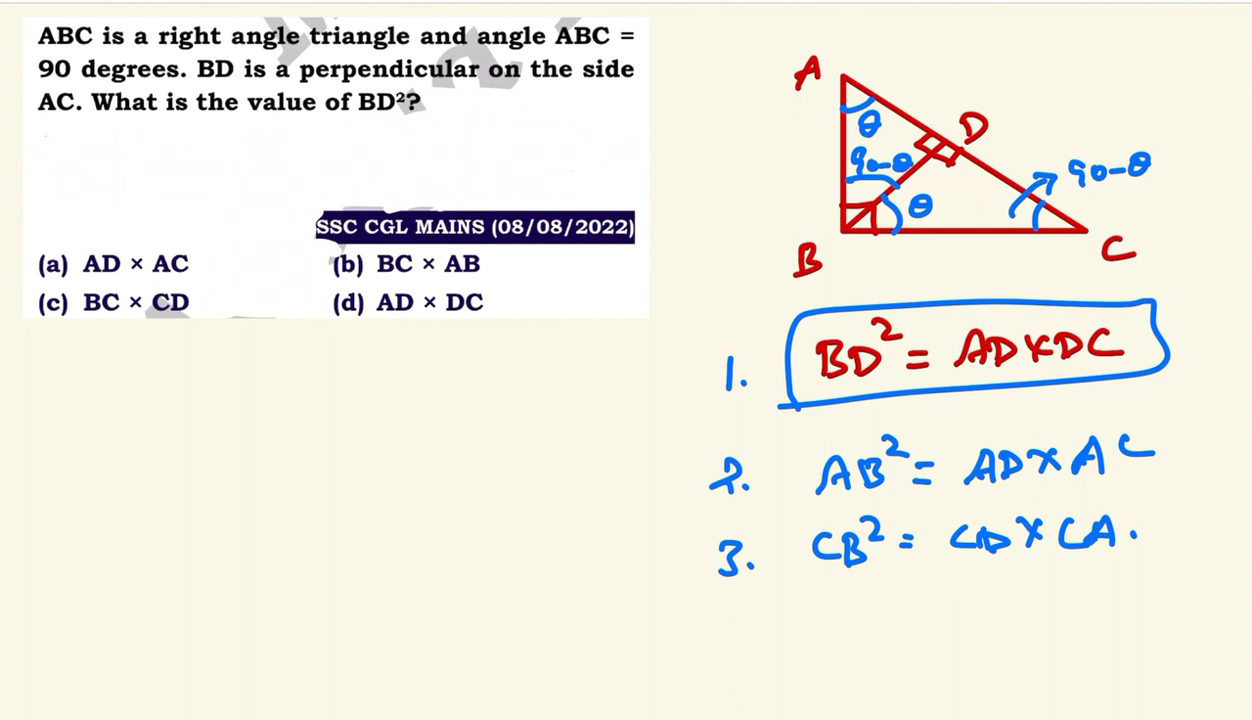 ABC is a right angle triangle and angle ABC =
90 degrees. BD is a perpendicular on the side
AC. What is the value of BD²?
SSC CGL MAINS (08/08/2022)
(a) AD × AC (b) BC × AB
(c) BC × CD (d) AD × DC
A
D
θ
90-θ
90-θ
θ
B
C
1. BD² = AD×DC
2. AB² = AD×AC
3. CB² = CD×CA.